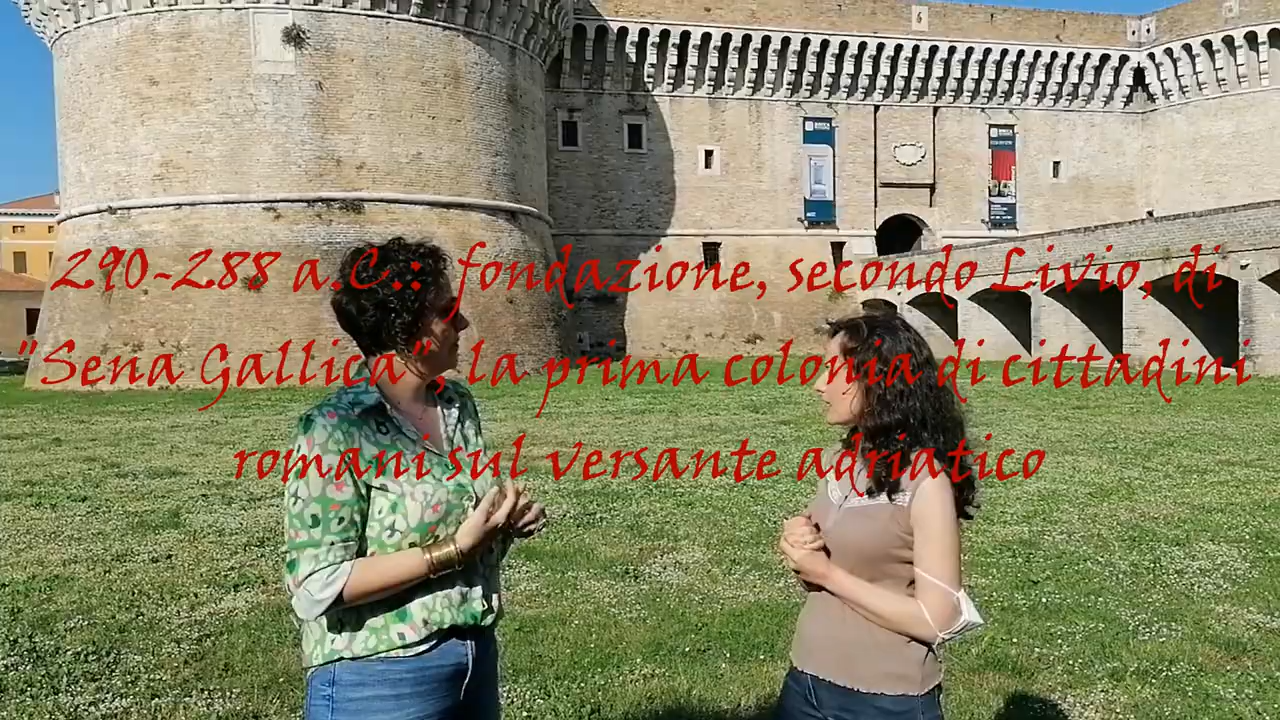 290-288 a.C.: fondazione, secondo Livio, di
"Sena Gallica", la prima colonia di cittadini
romani sul versante adriatico